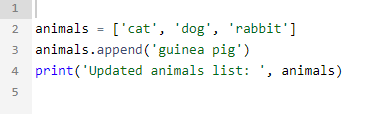 1
2 animals = ['cat', 'dog', 'rabbit']
3 animals.append('guinea pig')
4 print('Updated animals list: ', animals)
5